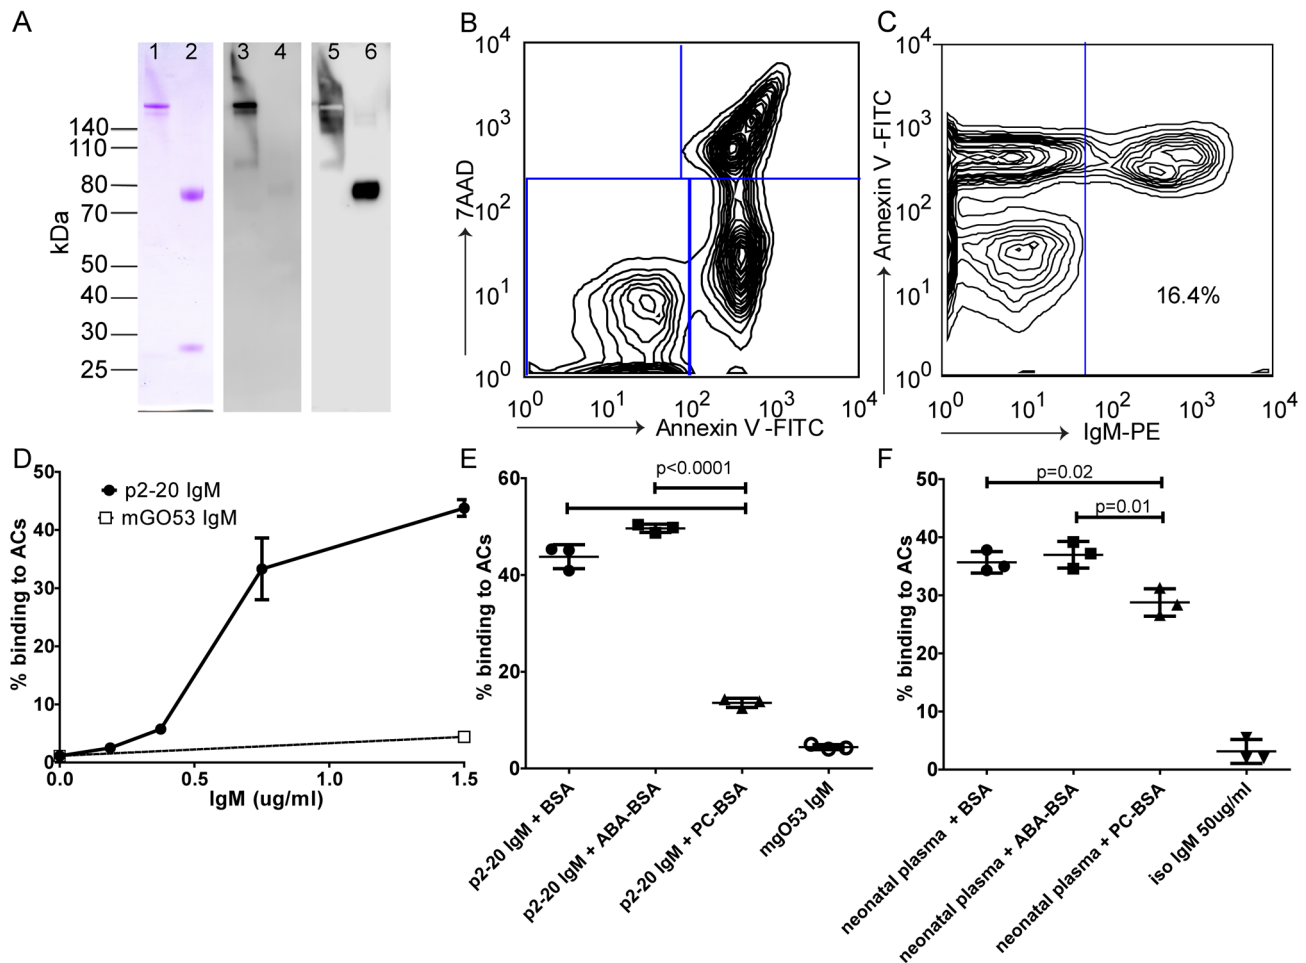 A
1 2 3 4 5 6
140
110
80
70
50
40
30
25
kDa
B
10^4
10^3
10^2
10^1
10^0
7AAD
10^0 10^1 10^2 10^3 10^4
Annexin V -FITC
C
10^4
10^3
10^2
10^1
10^0
Annexin V -FITC
16.4%
10^0 10^1 10^2 10^3 10^4
IgM-PE
D
50
40
30
20
10
0
% binding to ACs
p2-20 IgM
mGO53 IgM
0.0 0.5 1.0 1.5
IgM (ug/ml)
E
60
40
20
0
% binding to ACs
p<0.0001
p2-20 IgM + BSA
p2-20 IgM + ABA-BSA
p2-20 IgM + PC-BSA
mgO53 IgM
F
50
40
30
20
10
0
% binding to ACs
p=0.02
p=0.01
neonatal plasma + BSA
neonatal plasma + ABA-BSA
neonatal plasma + PC-BSA
iso IgM 50ug/ml